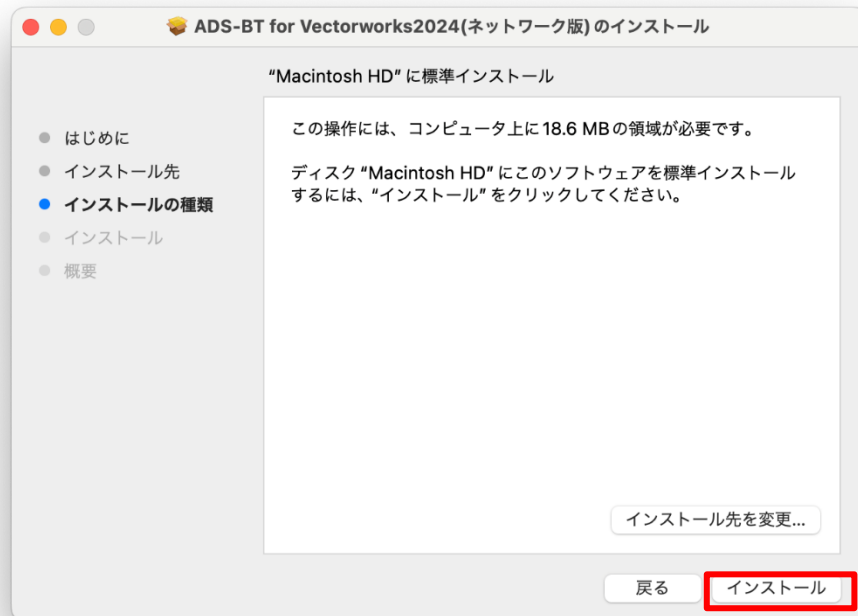 ADS-BT for Vectorworks2024(ネットワーク版)のインストール
“Macintosh HD”に標準インストール
はじめに
インストール先
インストールの種類
インストール
概要
この操作には、コンピュータ上に18.6 MBの領域が必要です。
ディスク“Macintosh HD”にこのソフトウェアを標準インストール
するには、“インストール”をクリックしてください。
インストール先を変更...
戻る
インストール